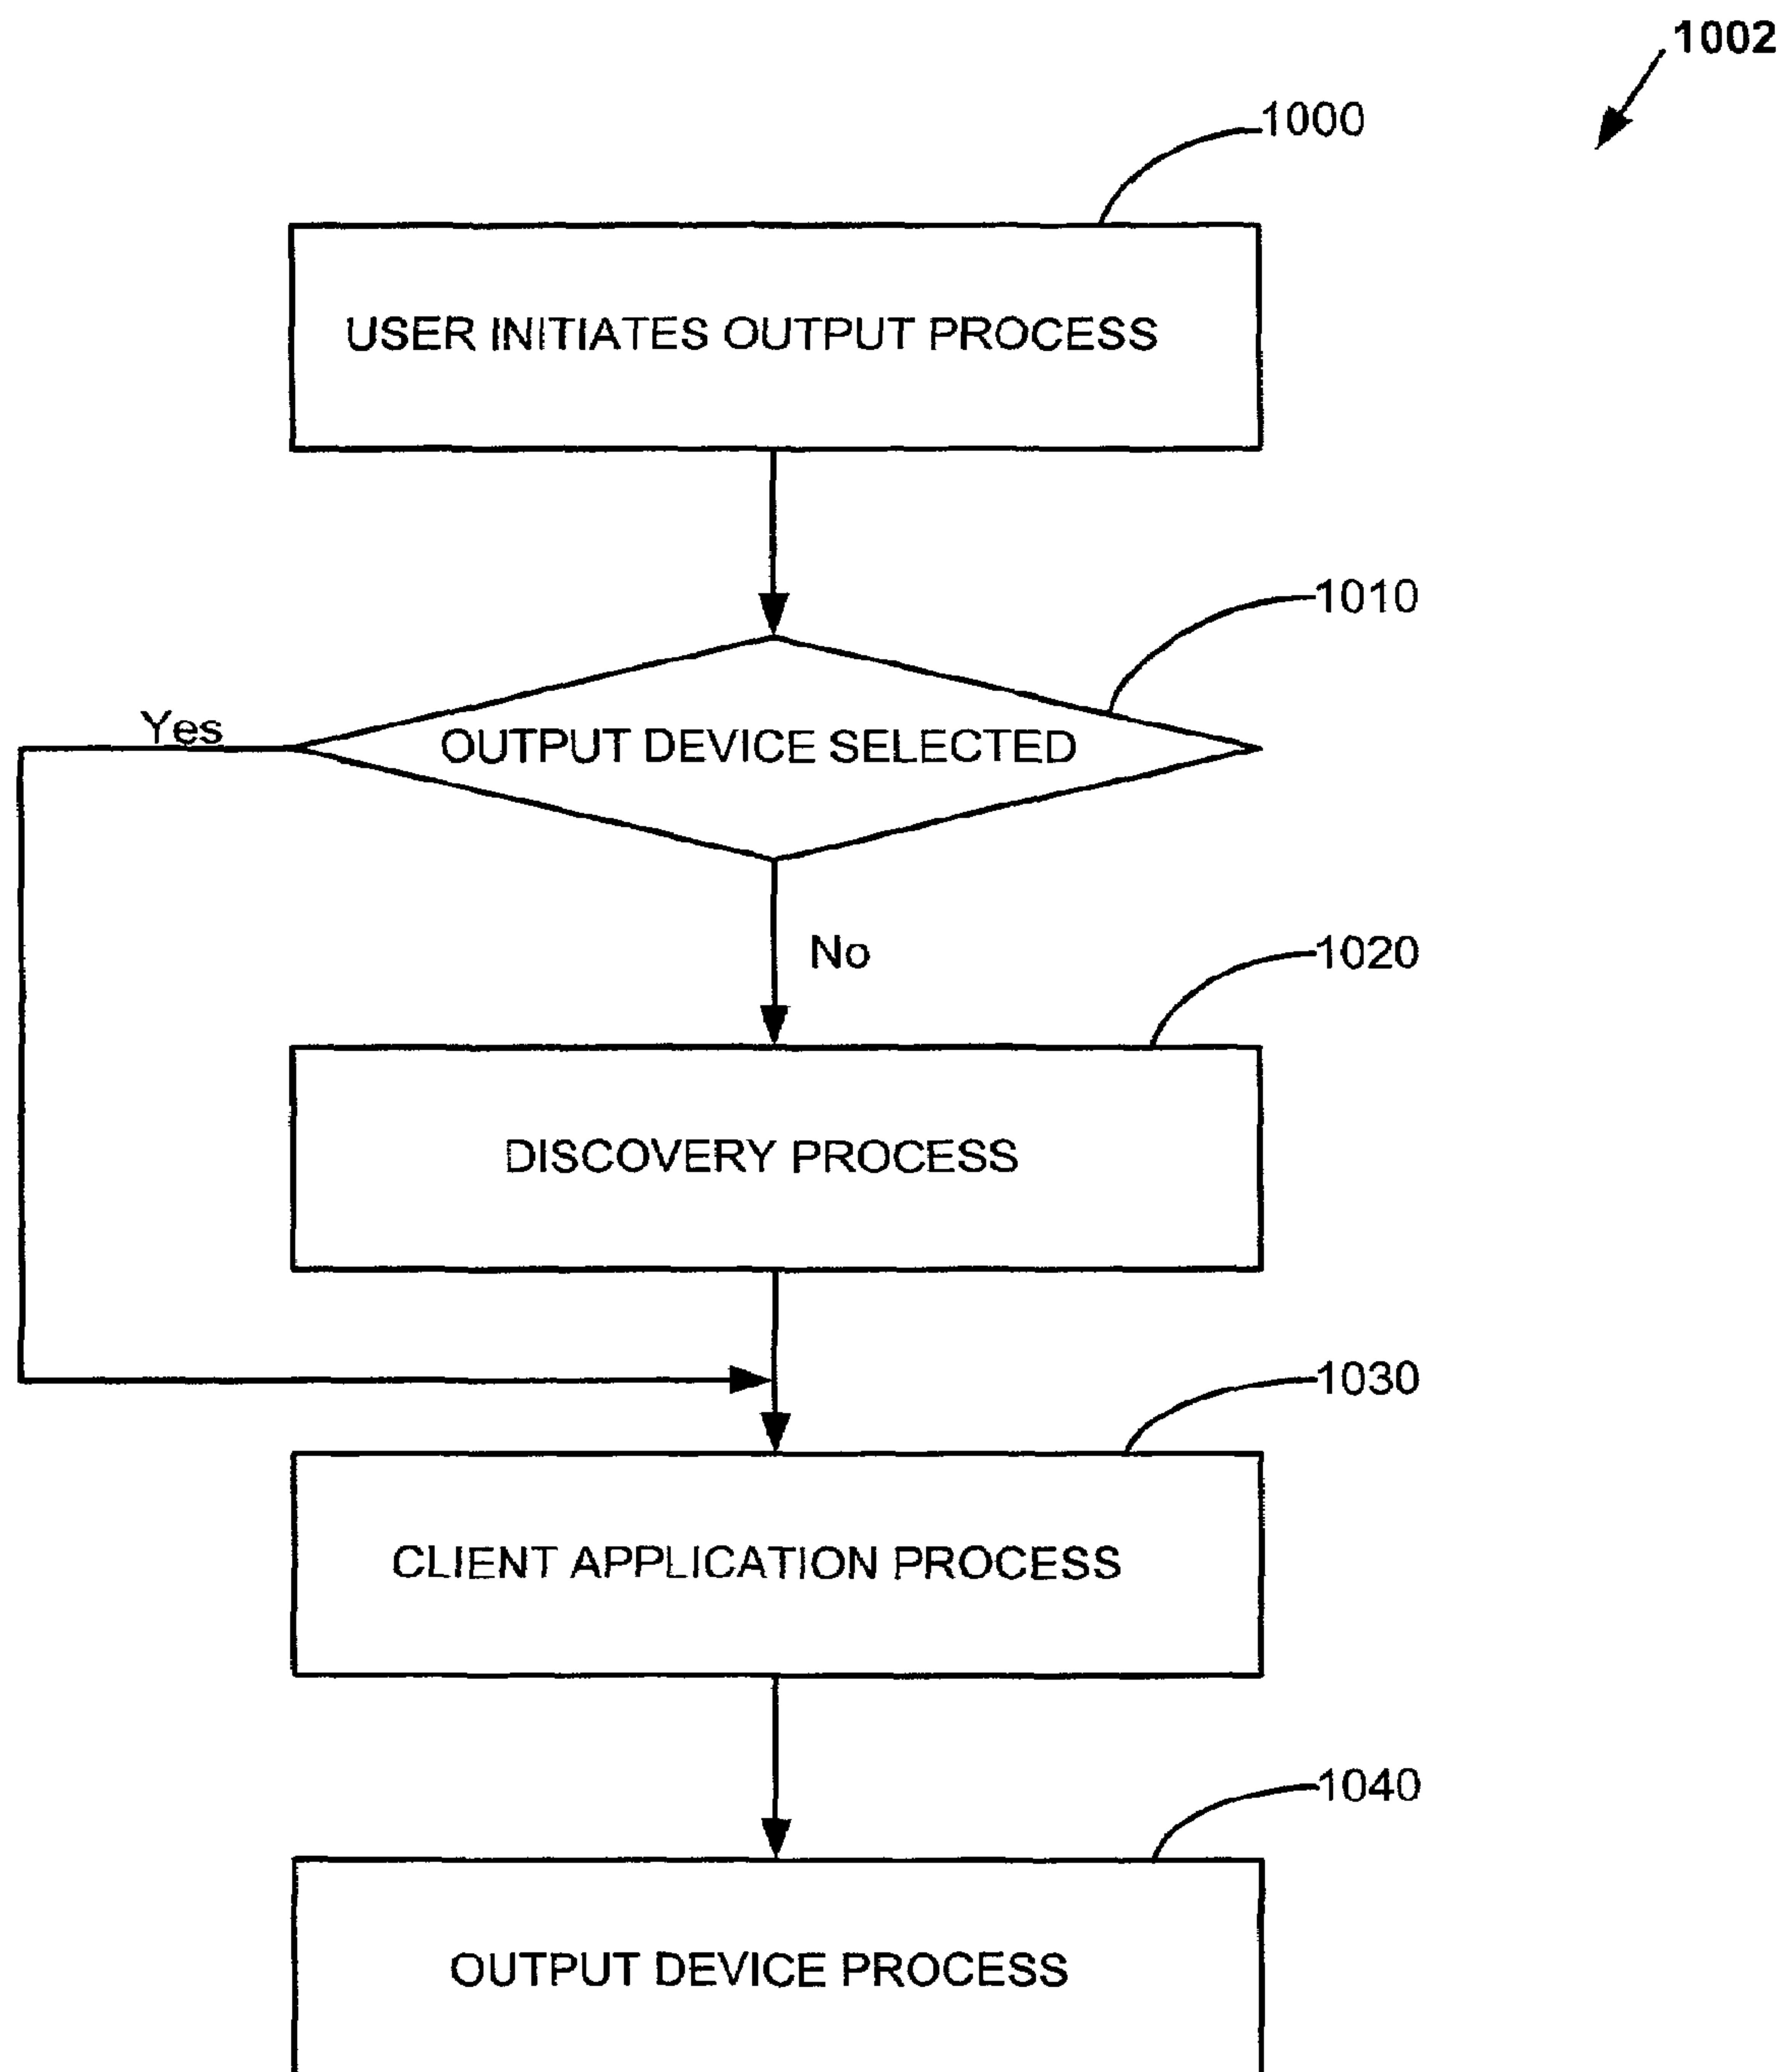 1002
1000
USER INITIATES OUTPUT PROCESS
1010
Yes
OUTPUT DEVICE SELECTED
No
1020
DISCOVERY PROCESS
1030
CLIENT APPLICATION PROCESS
1040
OUTPUT DEVICE PROCESS